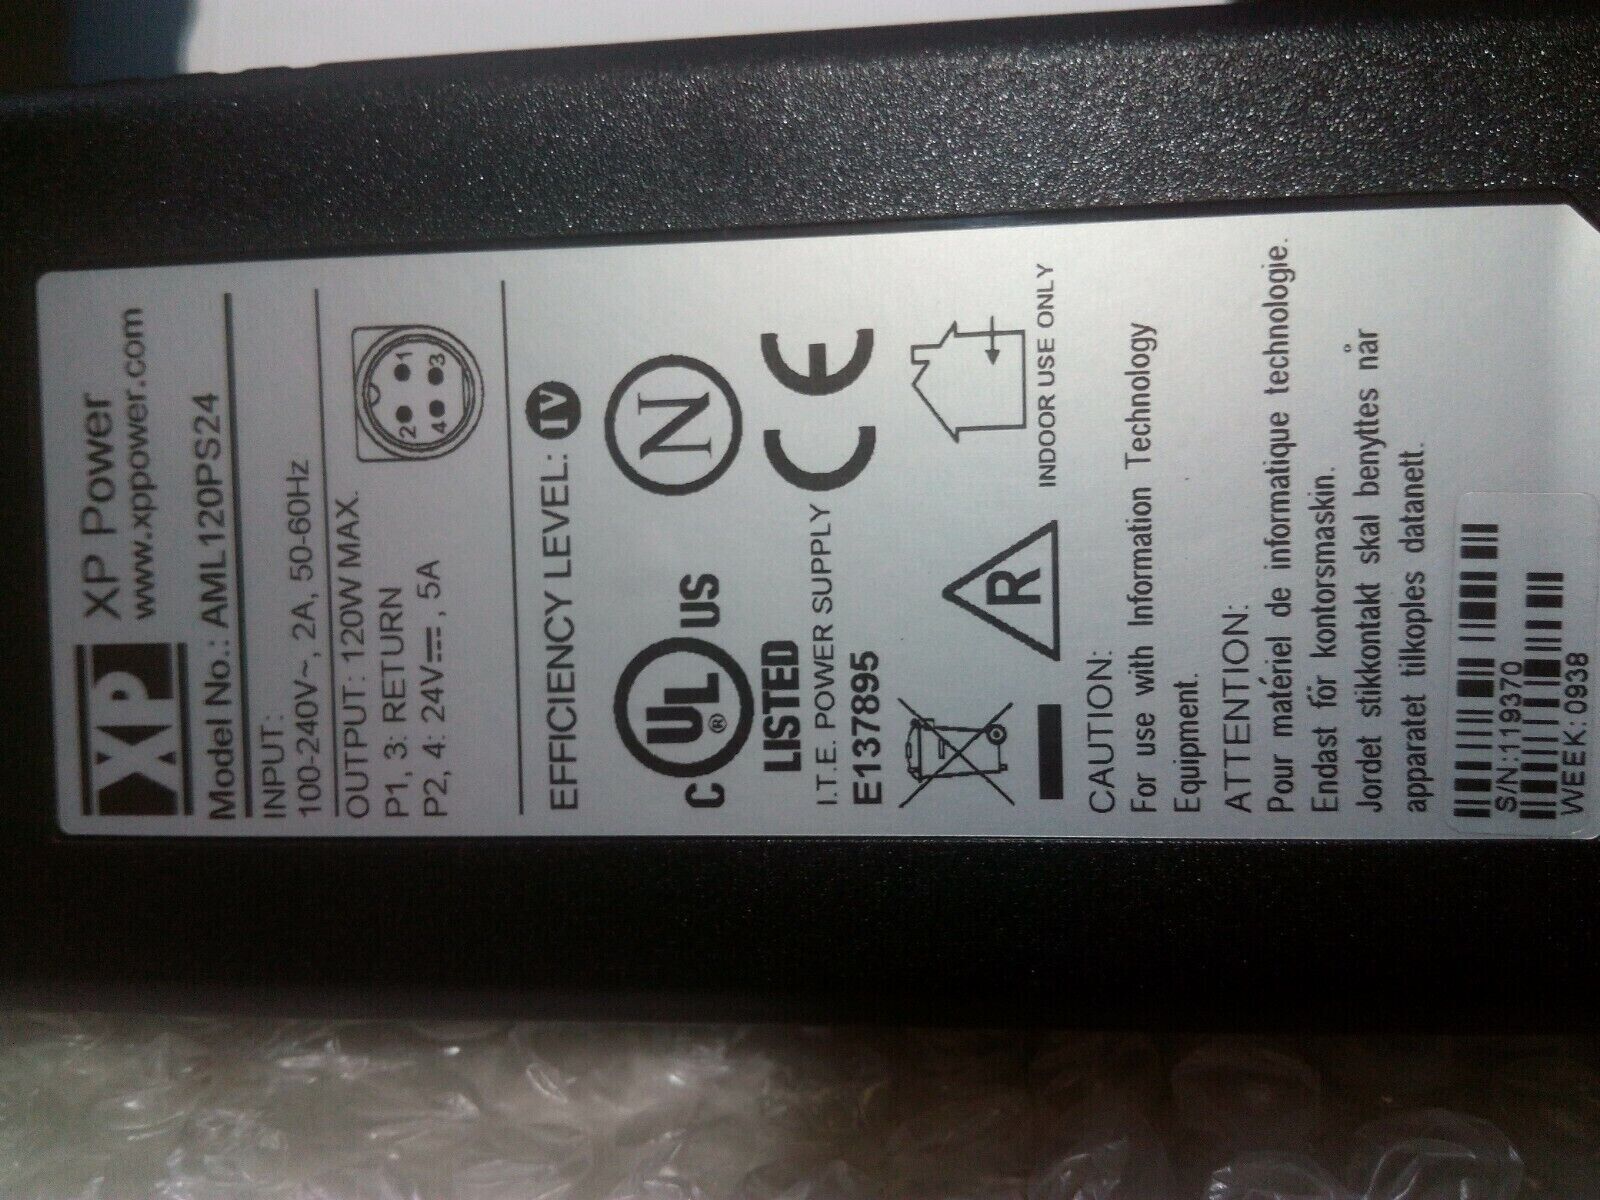 XP
XP Power
www.xppower.com
Model No.: AML120PS24
INPUT:
100-240V~, 2A, 50-60Hz
OUTPUT: 120W MAX.
P1, 3: RETURN
P2, 4: 24V⎓, 5A
2 1
4 3
EFFICIENCY LEVEL: IV
C UL ® US
N
LISTED
I.T.E. POWER SUPPLY
E137895
CE
R
INDOOR USE ONLY
CAUTION:
For use with Information Technology
Equipment.
ATTENTION:
Pour matériel de informatique technologie.
Endast för kontorsmaskin.
Jordet stikkontakt skal benyttes når
apparatet tilkoples datanett.
S/N:119370
WEEK:0938